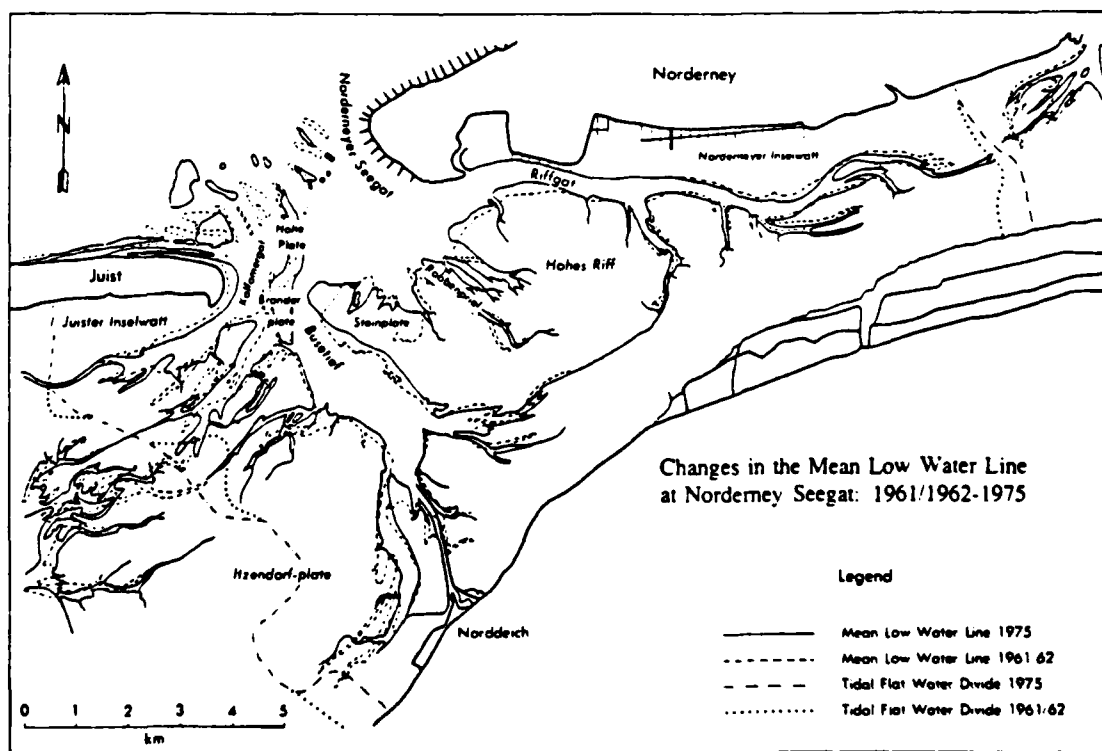 Norderney
Norderneyer Seegat
N
Norderneyer Inselwatt
Riffgat
Hohe
Plate
Kalfamergat
Juist
Hohes Riff
Brander
plate
Steinplate
Juister Inselwatt
Busetief
Changes in the Mean Low Water Line
at Norderney Seegat: 1961/1962-1975
Itzendorf-plate
Legend
Norddeich
Mean Low Water Line 1975
Mean Low Water Line 1961 62
Tidal Flat Water Divide 1975
Tidal Flat Water Divide 1961/62
0 1 2 3 4 5
km